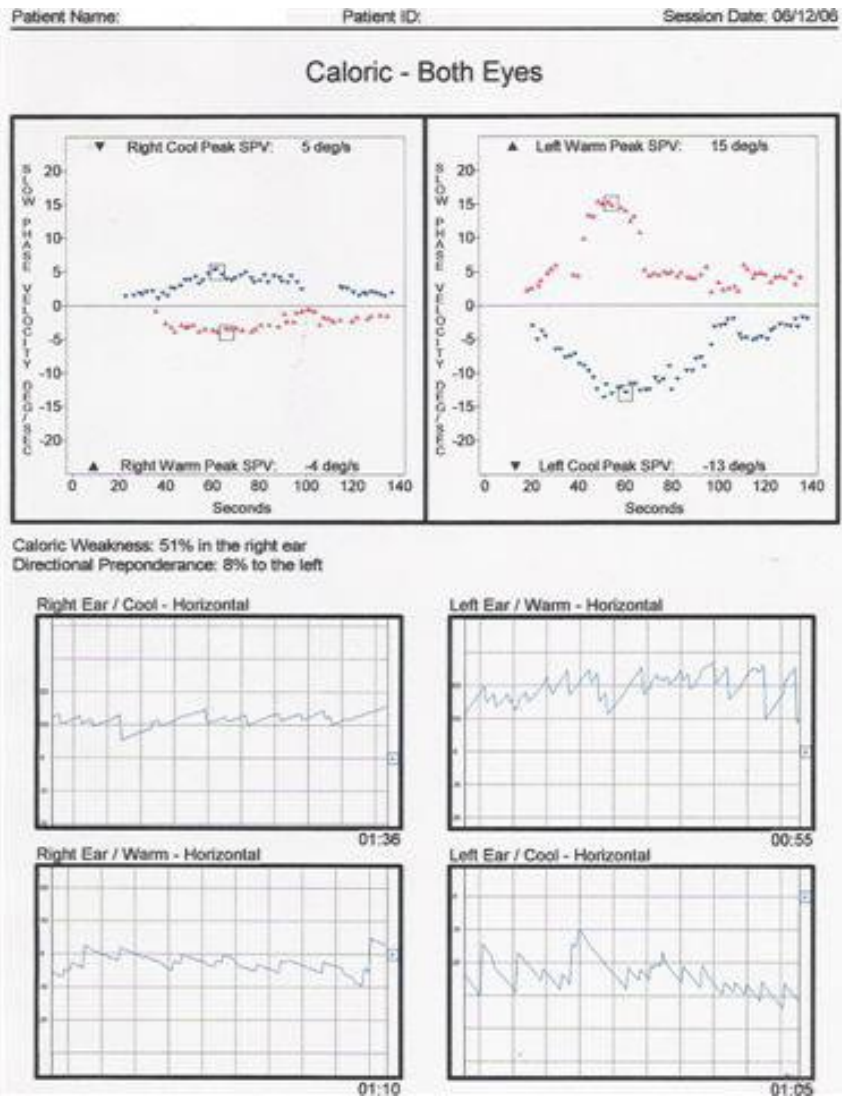 Patient Name: Patient ID: Session Date: 06/12/06
Caloric - Both Eyes
▼ Right Cool Peak SPV: 5 deg/s
SLOW PHASE VELOCITY DEG/SEC
20
15
10
5
0
-5
-10
-15
-20
▲ Right Warm Peak SPV: -4 deg/s
0 20 40 60 80 100 120 140
Seconds
▲ Left Warm Peak SPV: 15 deg/s
SLOW PHASE VELOCITY DEG/SEC
20
15
10
5
0
-5
-10
-15
-20
▼ Left Cool Peak SPV: -13 deg/s
0 20 40 60 80 100 120 140
Seconds
Caloric Weakness: 51% in the right ear
Directional Preponderance: 8% to the left
Right Ear / Cool - Horizontal
01:36
Left Ear / Warm - Horizontal
00:55
Right Ear / Warm - Horizontal
01:10
Left Ear / Cool - Horizontal
01:05